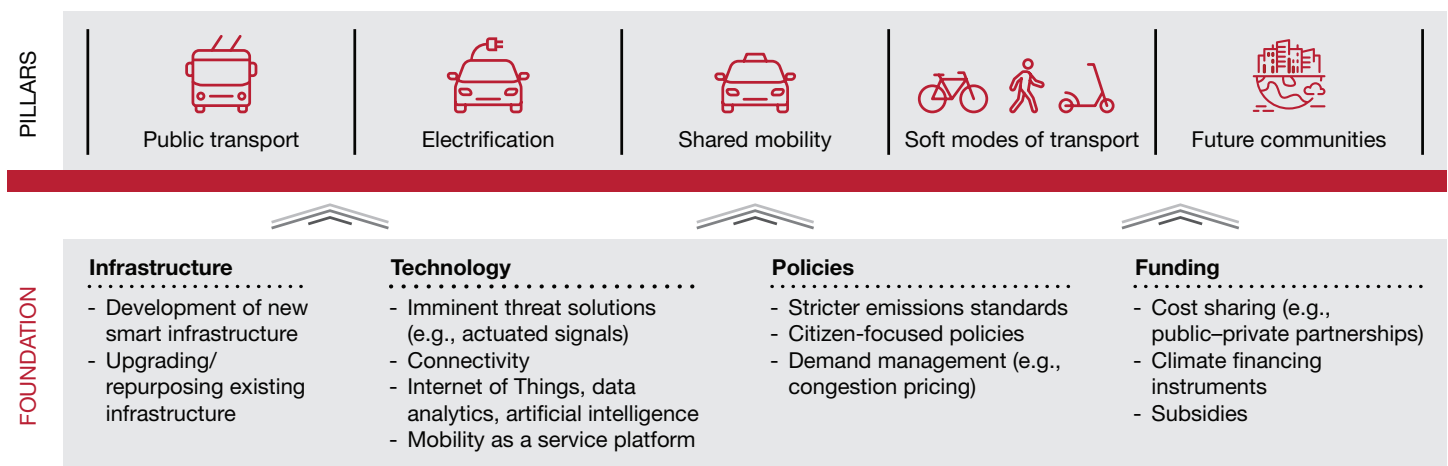 PILLARS
Public transport
Electrification
Shared mobility
Soft modes of transport
Future communities
FOUNDATION
Infrastructure
- Development of new
smart infrastructure
- Upgrading/
repurposing existing
infrastructure
Technology
- Imminent threat solutions
(e.g., actuated signals)
- Connectivity
- Internet of Things, data
analytics, artificial intelligence
- Mobility as a service platform
Policies
- Stricter emissions standards
- Citizen-focused policies
- Demand management (e.g.,
congestion pricing)
Funding
- Cost sharing (e.g.,
public–private partnerships)
- Climate financing
instruments
- Subsidies